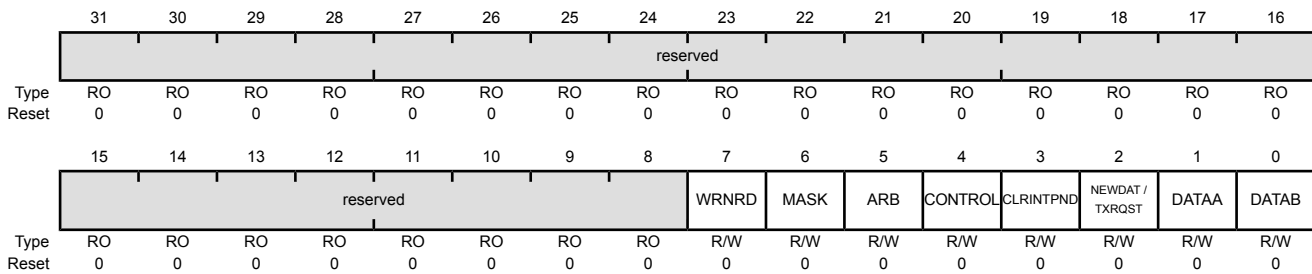 31 30 29 28 27 26 25 24 23 22 21 20 19 18 17 16
reserved
Type RO RO RO RO RO RO RO RO RO RO RO RO RO RO RO RO
Reset 0 0 0 0 0 0 0 0 0 0 0 0 0 0 0 0
15 14 13 12 11 10 9 8 7 6 5 4 3 2 1 0
reserved WRNRD MASK ARB CONTROL CLRINTPND NEWDAT / TXRQST DATAA DATAB
Type RO RO RO RO RO RO RO RO R/W R/W R/W R/W R/W R/W R/W R/W
Reset 0 0 0 0 0 0 0 0 0 0 0 0 0 0 0 0